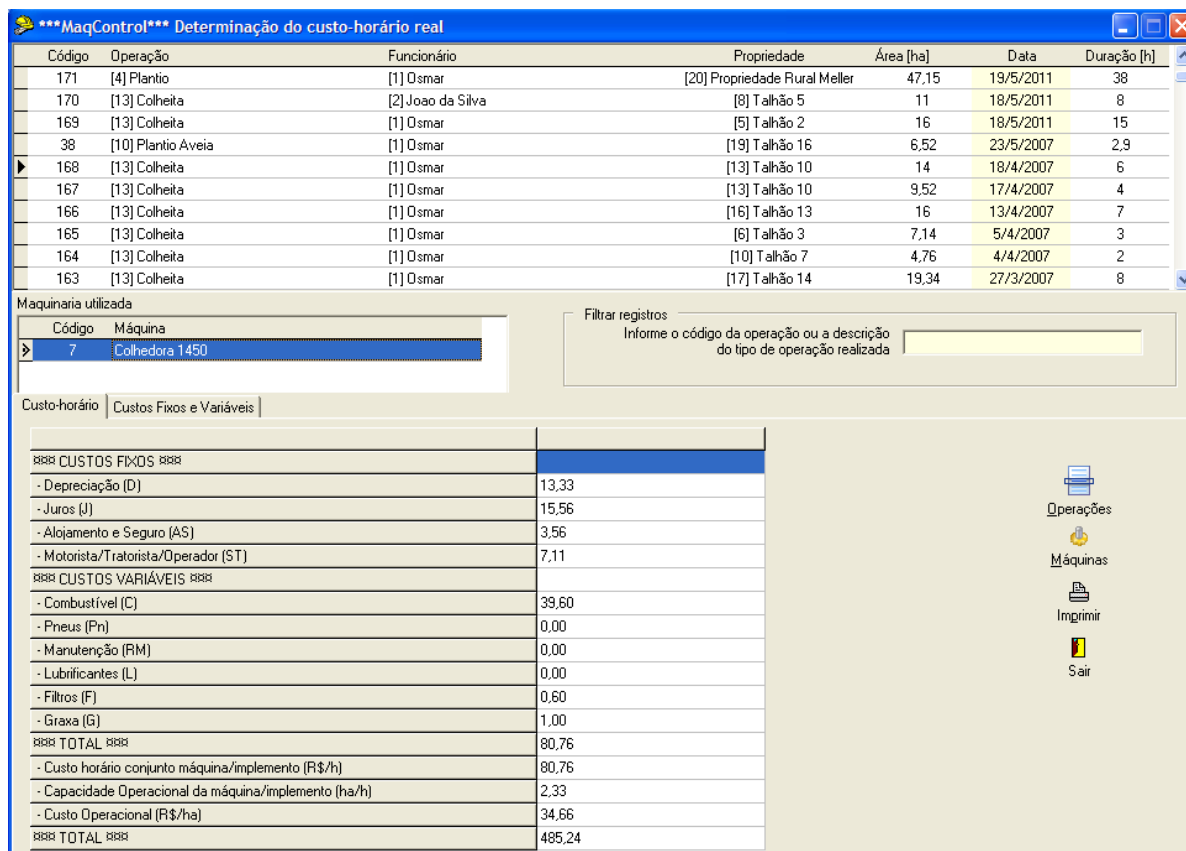 ***MaqControl*** Determinação do custo-horário real
Código Operação Funcionário Propriedade Área [ha] Data Duração [h]
171 [4] Plantio [1] Osmar [20] Propriedade Rural Meller 47,15 19/5/2011 38
170 [13] Colheita [2] Joao da Silva [8] Talhão 5 11 18/5/2011 8
169 [13] Colheita [1] Osmar [5] Talhão 2 16 18/5/2011 15
38 [10] Plantio Aveia [1] Osmar [19] Talhão 16 6,52 23/5/2007 2,9
168 [13] Colheita [1] Osmar [13] Talhão 10 14 18/4/2007 6
167 [13] Colheita [1] Osmar [13] Talhão 10 9,52 17/4/2007 4
166 [13] Colheita [1] Osmar [16] Talhão 13 16 13/4/2007 7
165 [13] Colheita [1] Osmar [6] Talhão 3 7,14 5/4/2007 3
164 [13] Colheita [1] Osmar [10] Talhão 7 4,76 4/4/2007 2
163 [13] Colheita [1] Osmar [17] Talhão 14 19,34 27/3/2007 8
Maquinaria utilizada
Código Máquina
7 Colhedora 1450
Filtrar registros
Informe o código da operação ou a descrição
do tipo de operação realizada
Custo-horário Custos Fixos e Variáveis
¤¤¤ CUSTOS FIXOS ¤¤¤
- Depreciação (D) 13,33
- Juros (J) 15,56
- Alojamento e Seguro (AS) 3,56
- Motorista/Tratorista/Operador (ST) 7,11
¤¤¤ CUSTOS VARIÁVEIS ¤¤¤
- Combustível (C) 39,60
- Pneus (Pn) 0,00
- Manutenção (RM) 0,00
- Lubrificantes (L) 0,00
- Filtros (F) 0,60
- Graxa (G) 1,00
¤¤¤ TOTAL ¤¤¤ 80,76
- Custo horário conjunto máquina/implemento (R$/h) 80,76
- Capacidade Operacional da máquina/implemento (ha/h) 2,33
- Custo Operacional (R$/ha) 34,66
¤¤¤ TOTAL ¤¤¤ 485,24
Operações
Máquinas
Imprimir
Sair